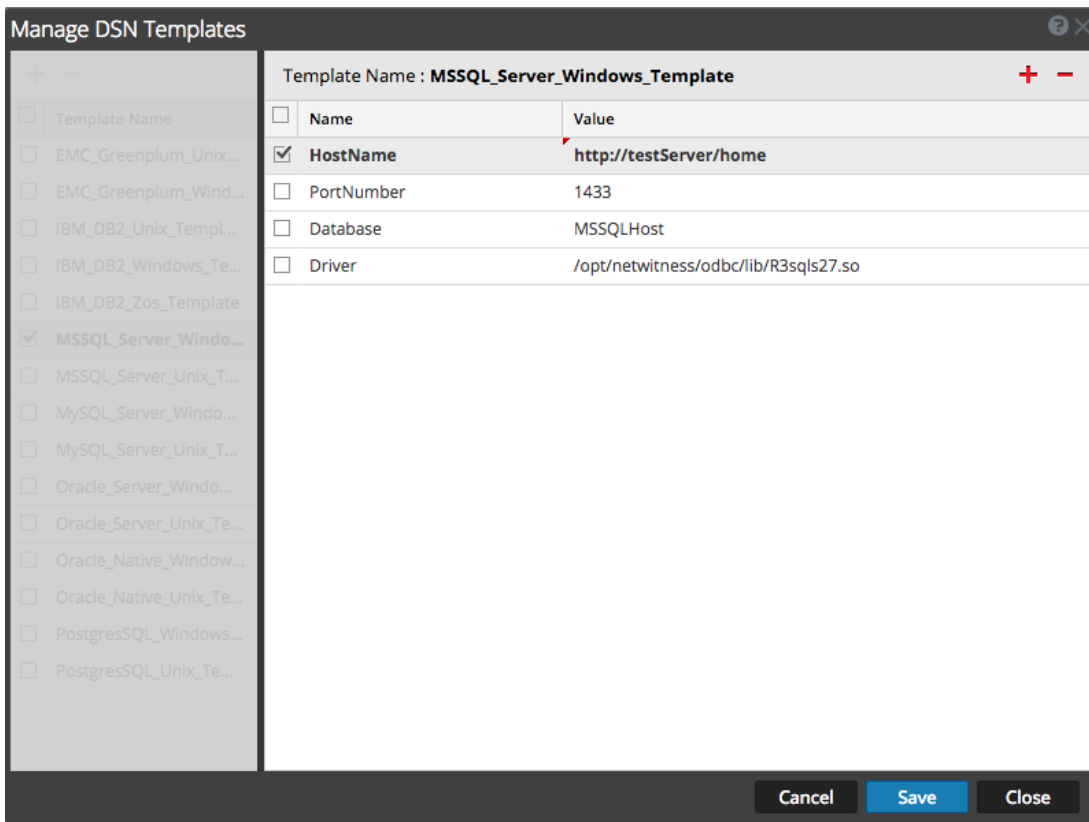 Manage DSN Templates
Template Name
EMC_Greenplum_Unix...
EMC_Greenplum_Wind...
IBM_DB2_Unix_Templ...
IBM_DB2_Windows_Te...
IBM_DB2_Zos_Template
MSSQL_Server_Windo...
MSSQL_Server_Unix_T...
MySQL_Server_Windo...
MySQL_Server_Unix_T...
Oracle_Server_Windo...
Oracle_Server_Unix_Te...
Oracle_Native_Window...
Oracle_Native_Unix_Te...
PostgresSQL_Windows...
PostgresSQL_Unix_Te...
Template Name : MSSQL_Server_Windows_Template
Name Value
HostName http://testServer/home
PortNumber 1433
Database MSSQLHost
Driver /opt/netwitness/odbc/lib/R3sqls27.so
Cancel Save Close